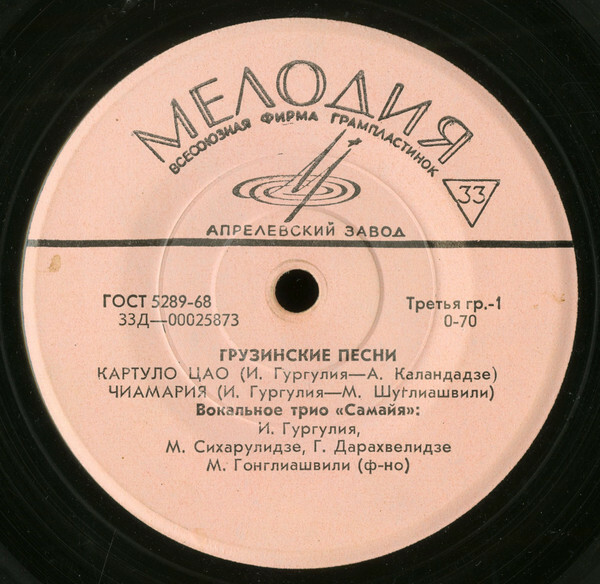 МЕЛОДИЯ
ВСЕСОЮЗНАЯ ФИРМА ГРАМПЛАСТИНОК
33
АПРЕЛЕВСКИЙ ЗАВОД
ГОСТ 5289-68 Третья гр.-1
33Д—00025873 0-70
ГРУЗИНСКИЕ ПЕСНИ
КАРТУЛО ЦАО (И. Гургулия—А. Каландадзе)
ЧИАМАРИЯ (И. Гургулия—М. Шуглиашвили)
Вокальное трио «Самайя»:
И. Гургулия,
М. Сихарулидзе, Г. Дарахвелидзе
М. Гонглиашвили (ф-но)